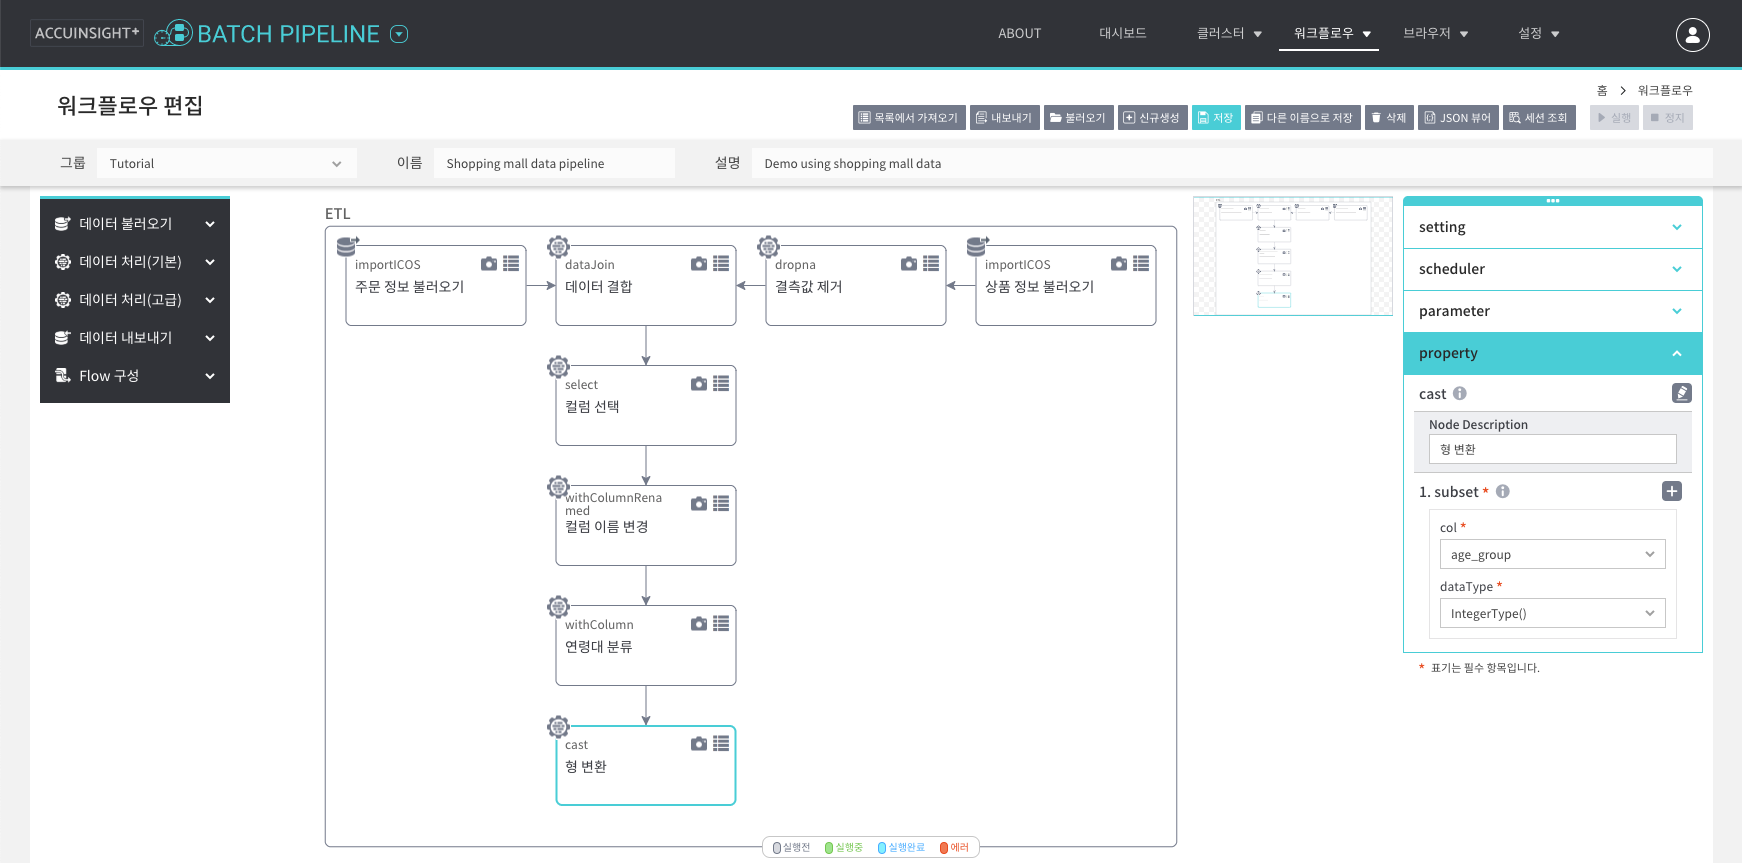 ACCUINSIGHT+ BATCH PIPELINE
ABOUT 대시보드 클러스터 워크플로우 브라우저 설정
홈 > 워크플로우
워크플로우 편집
목록에서 가져오기 내보내기 불러오기 신규생성 저장 다른 이름으로 저장 삭제 JSON 뷰어 세션 조회 실행 정지
그룹 Tutorial 이름 Shopping mall data pipeline 설명 Demo using shopping mall data
데이터 불러오기
데이터 처리(기본)
데이터 처리(고급)
데이터 내보내기
Flow 구성
ETL
importICOS
주문 정보 불러오기
dataJoin
데이터 결합
dropna
결측값 제거
importICOS
상품 정보 불러오기
select
컬럼 선택
withColumnRena
med
컬럼 이름 변경
withColumn
연령대 분류
cast
형 변환
실행전 실행중 실행완료 에러
setting
scheduler
parameter
property
cast
Node Description
형 변환
1. subset *
col *
age_group
dataType *
IntegerType()
* 표기는 필수 항목입니다.